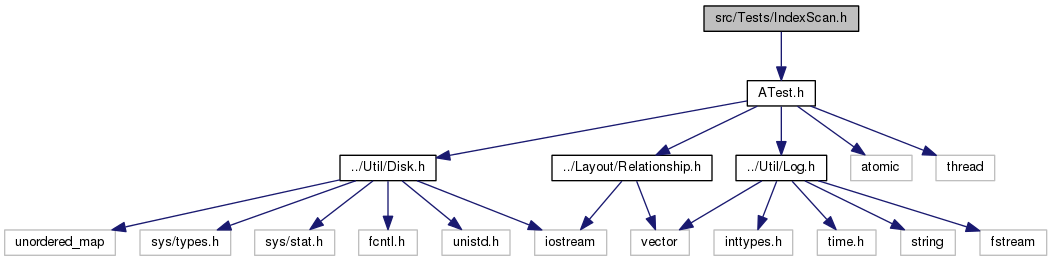 src/Tests/IndexScan.h
ATest.h
../Util/Disk.h
../Layout/Relationship.h
../Util/Log.h
atomic
thread
unordered_map
sys/types.h
sys/stat.h
fcntl.h
unistd.h
iostream
vector
inttypes.h
time.h
string
fstream